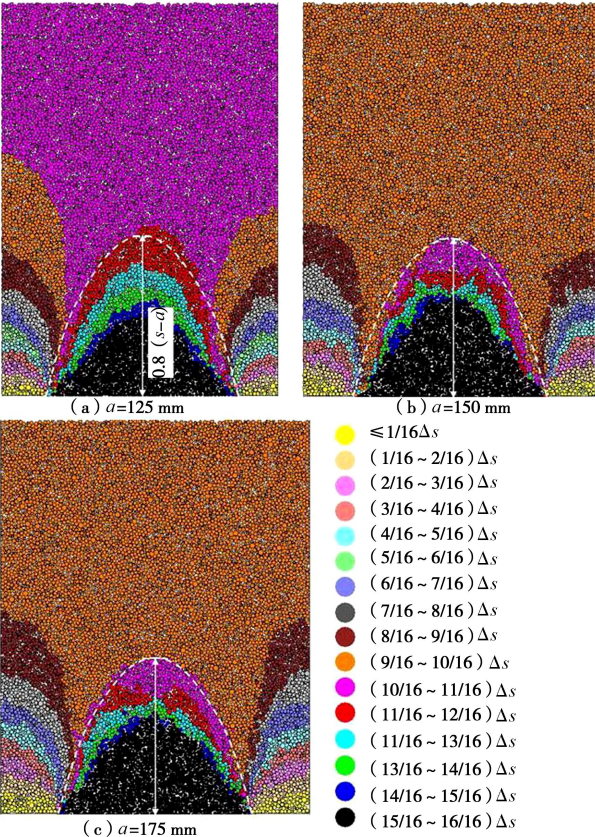 0.8（s−a）
（a）a=125 mm
（b）a=150 mm
（c）a=175 mm
≤1/16Δs
（1/16～2/16）Δs
（2/16～3/16）Δs
（3/16～4/16）Δs
（4/16～5/16）Δs
（5/16～6/16）Δs
（6/16～7/16）Δs
（7/16～8/16）Δs
（8/16～9/16）Δs
（9/16～10/16）Δs
（10/16～11/16）Δs
（11/16～12/16）Δs
（11/16～13/16）Δs
（13/16～14/16）Δs
（14/16～15/16）Δs
（15/16～16/16）Δs